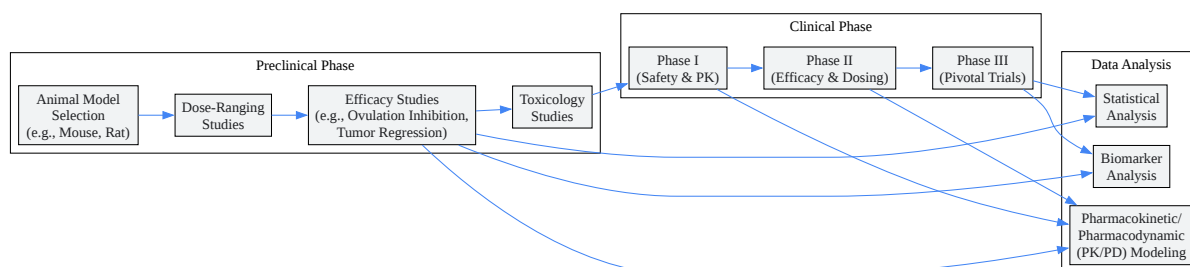 Preclinical Phase
Animal Model
Selection
(e.g., Mouse, Rat)
Dose-Ranging
Studies
Efficacy Studies
(e.g., Ovulation Inhibition,
Tumor Regression)
Toxicology
Studies
Clinical Phase
Phase I
(Safety & PK)
Phase II
(Efficacy & Dosing)
Phase III
(Pivotal Trials)
Data Analysis
Statistical
Analysis
Biomarker
Analysis
Pharmacokinetic/
Pharmacodynamic
(PK/PD) Modeling